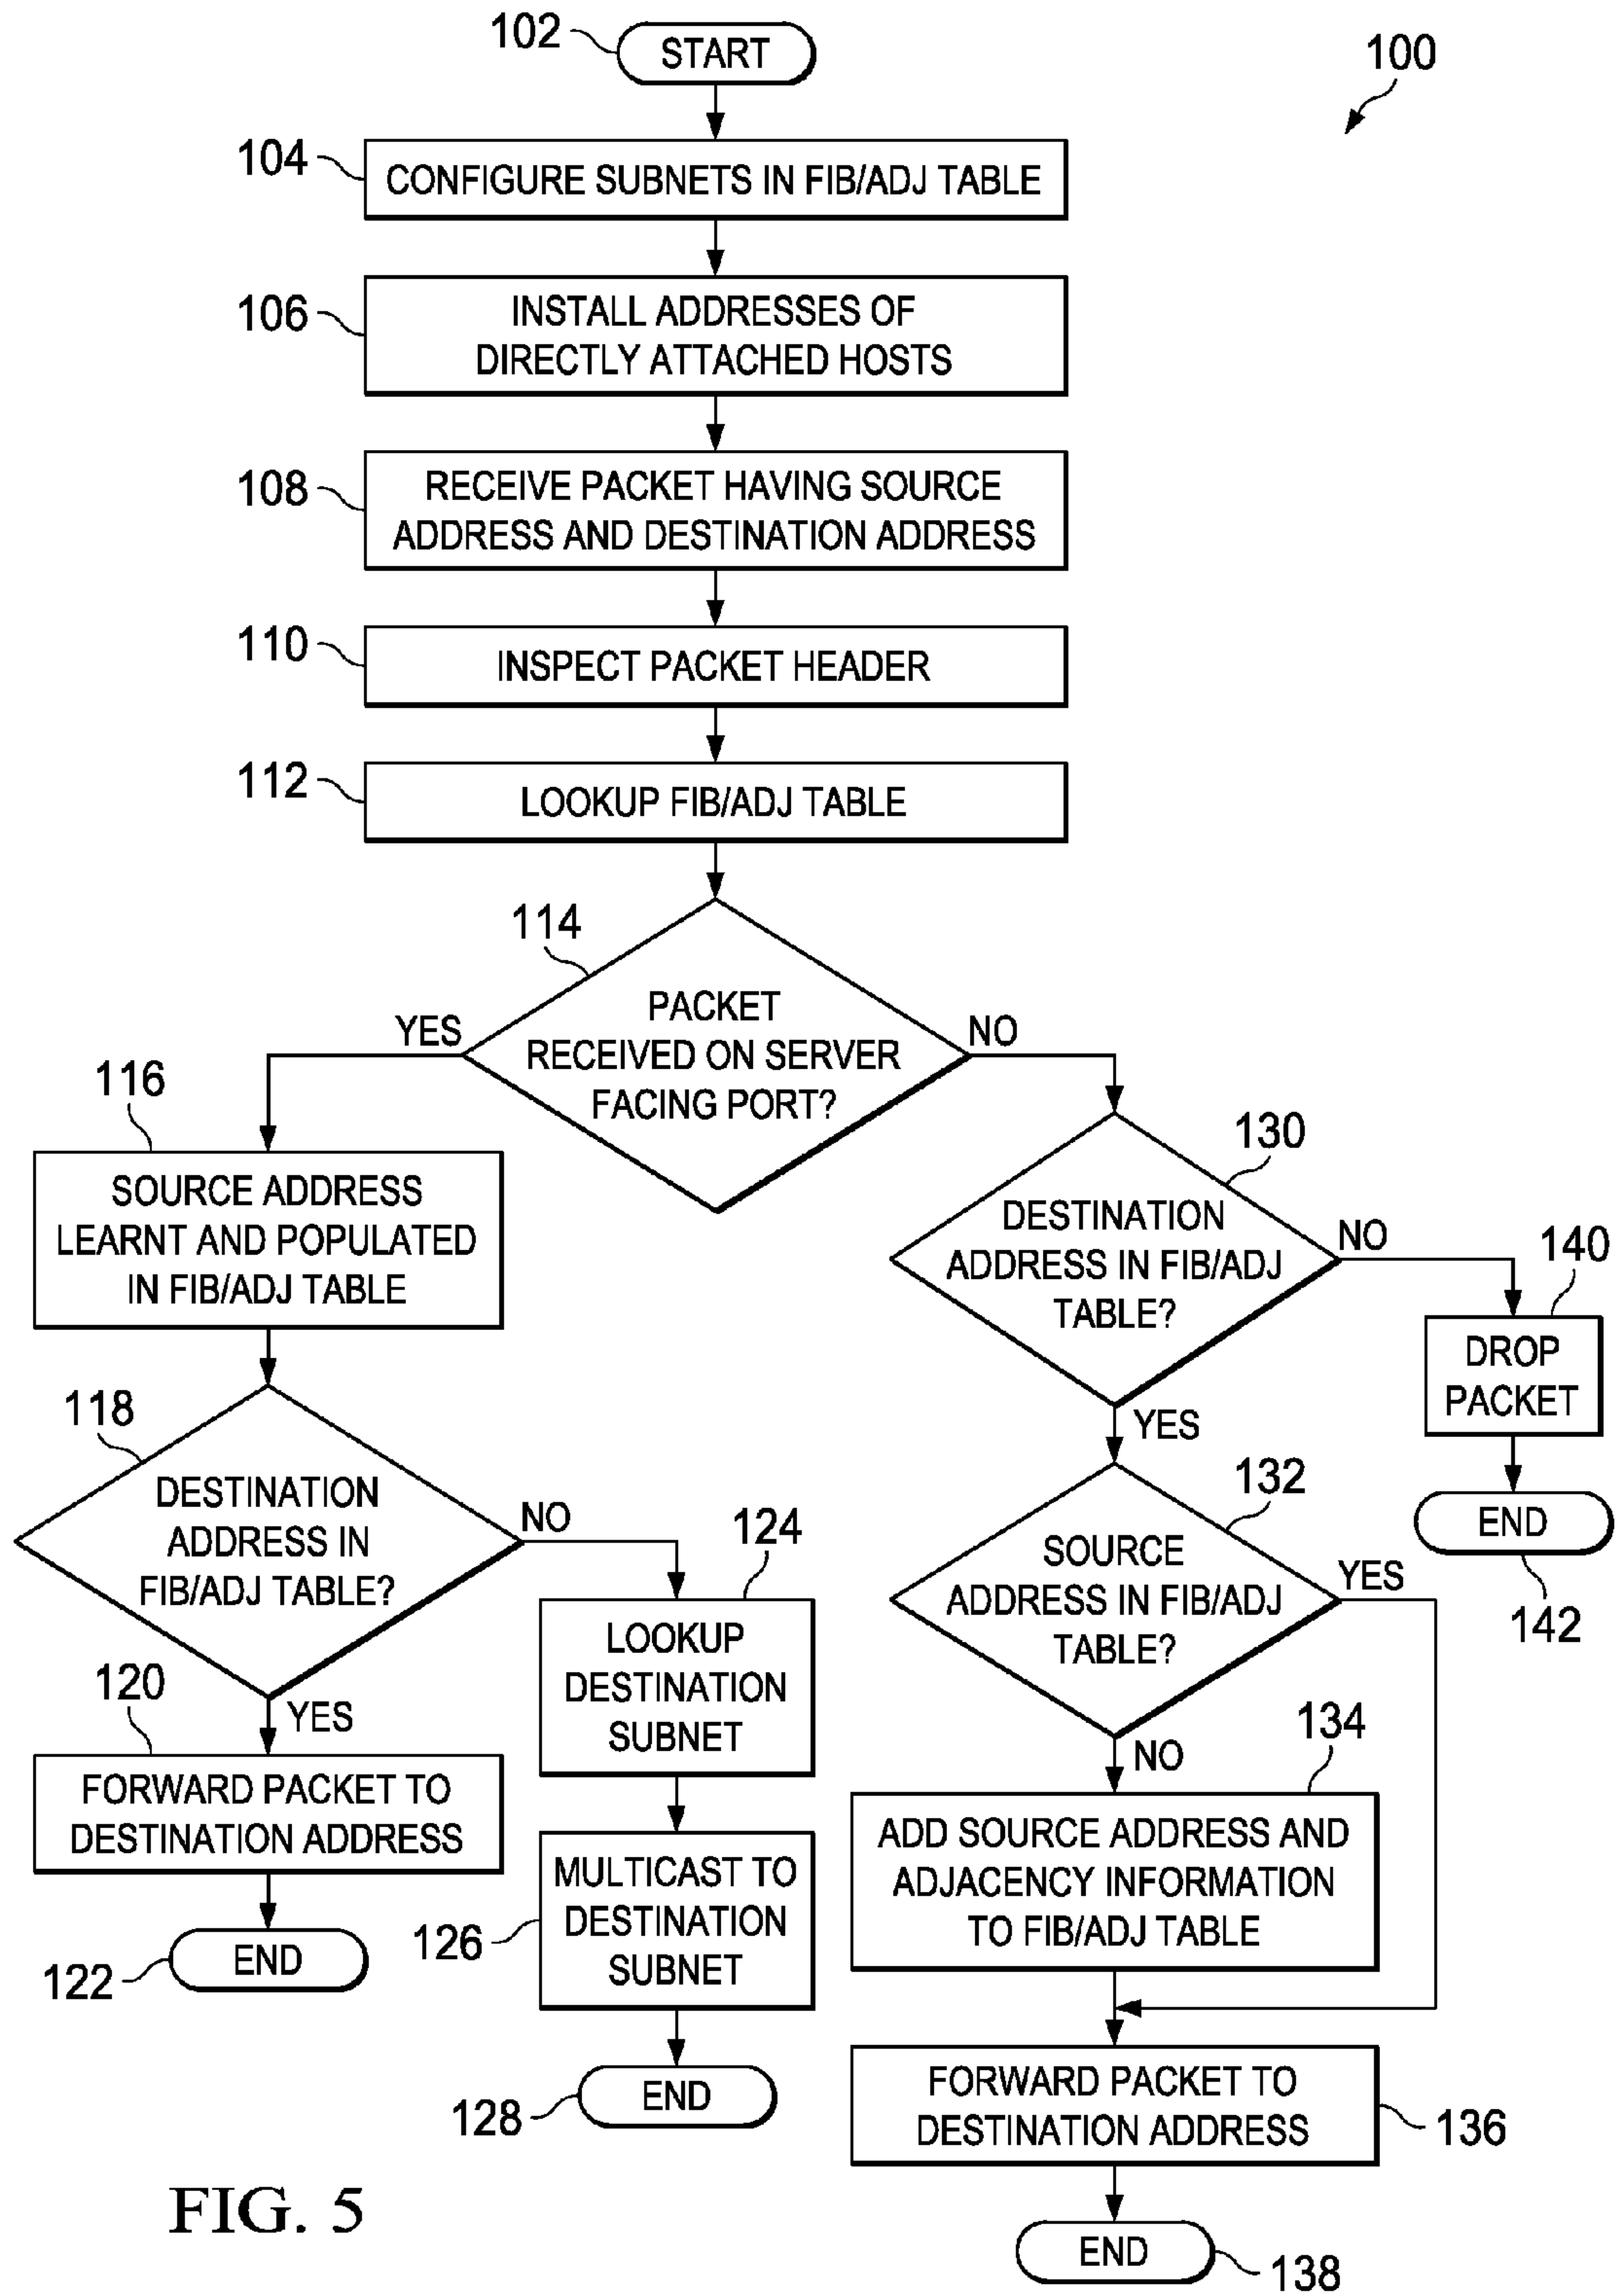 102
START
100
104
CONFIGURE SUBNETS IN FIB/ADJ TABLE
106
INSTALL ADDRESSES OF
DIRECTLY ATTACHED HOSTS
108
RECEIVE PACKET HAVING SOURCE
ADDRESS AND DESTINATION ADDRESS
110
INSPECT PACKET HEADER
112
LOOKUP FIB/ADJ TABLE
114
PACKET
RECEIVED ON SERVER
FACING PORT?
YES
NO
116
SOURCE ADDRESS
LEARNT AND POPULATED
IN FIB/ADJ TABLE
118
DESTINATION
ADDRESS IN
FIB/ADJ TABLE?
NO
YES
120
FORWARD PACKET TO
DESTINATION ADDRESS
END
122
124
LOOKUP
DESTINATION
SUBNET
MULTICAST TO
DESTINATION
SUBNET
126
END
128
130
DESTINATION
ADDRESS IN FIB/ADJ
TABLE?
NO
YES
140
DROP
PACKET
END
142
132
SOURCE
ADDRESS IN FIB/ADJ
TABLE?
YES
NO
134
ADD SOURCE ADDRESS AND
ADJACENCY INFORMATION
TO FIB/ADJ TABLE
FORWARD PACKET TO
DESTINATION ADDRESS
136
END
138
FIG. 5